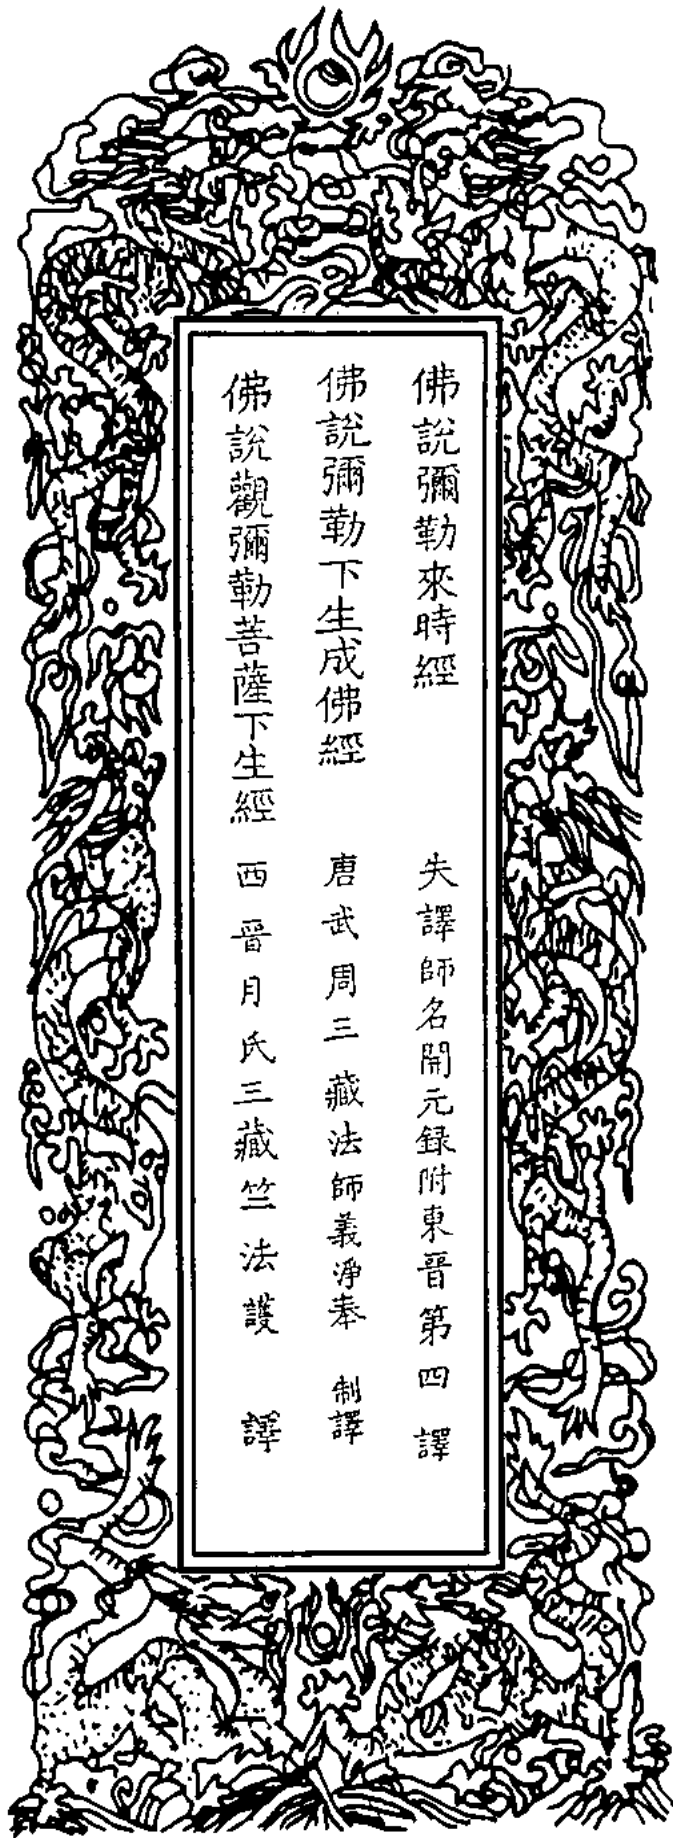 佛說彌勒來時經　失譯師名開元録附東晉第四譯
佛說彌勒下生成佛經　唐武周三藏法師義淨奉　制譯
佛說觀彌勒菩薩下生經　西晉月氏三藏竺法護　譯